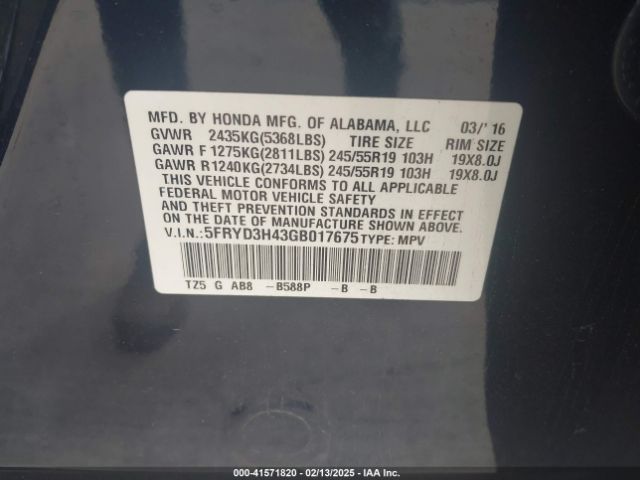 MFD. BY HONDA MFG. OF ALABAMA, LLC 03/'16
GVWR 2435KG(5368LBS) TIRE SIZE RIM SIZE
GAWR F 1275KG(2811LBS) 245/55R19 103H 19X8.0J
GAWR R1240KG(2734LBS) 245/55R19 103H 19X8.0J
THIS VEHICLE CONFORMS TO ALL APPLICABLE
FEDERAL MOTOR VEHICLE SAFETY
AND THEFT PREVENTION STANDARDS IN EFFECT
ON THE DATE OF MANUFACTURE SHOWN ABOVE.
V.I.N.:5FRYD3H43GB017675 TYPE: MPV
TZ5 G AB8 -B588P -B -B
000-41571820 - 02/13/2025 - IAA Inc.